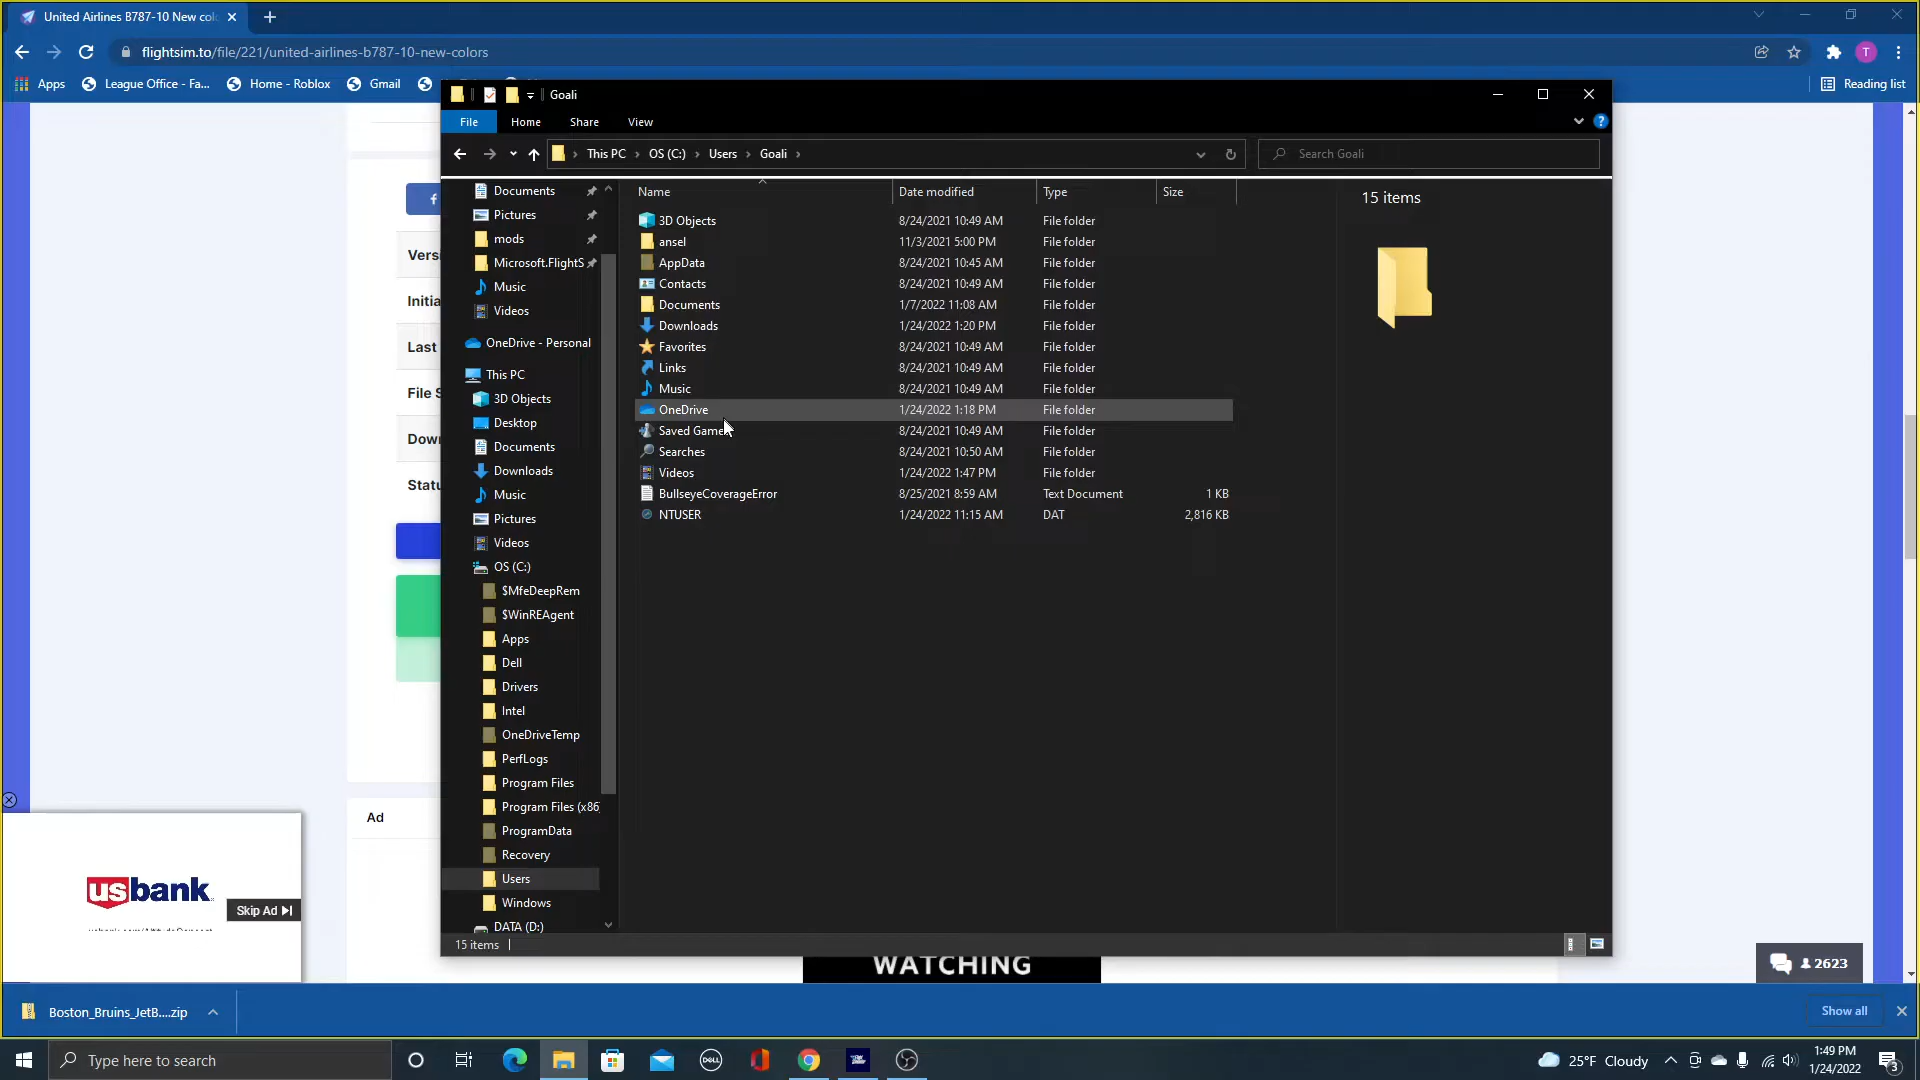 United Airlines B787-10 New colo
flightsim.to/file/221/united-airlines-b787-10-new-colors
T
Apps
League Office - Fa...
Home - Roblox
Gmail
Reading list
Goali
File
Home
Share
View
This PC
OS (C:)
Users
Goali
Search Goali
Documents
Pictures
mods
Microsoft.FlightS
Music
Videos
OneDrive - Personal
This PC
3D Objects
Desktop
Documents
Downloads
Music
Pictures
Videos
OS (C:)
$MfeDeepRem
$WinREAgent
Apps
Dell
Drivers
Intel
OneDriveTemp
PerfLogs
Program Files
Program Files (x86)
ProgramData
Recovery
Users
Windows
DATA (D:)
Name Date modified Type Size
3D Objects 8/24/2021 10:49 AM File folder
ansel 11/3/2021 5:00 PM File folder
AppData 8/24/2021 10:45 AM File folder
Contacts 8/24/2021 10:49 AM File folder
Documents 1/7/2022 11:08 AM File folder
Downloads 1/24/2022 1:20 PM File folder
Favorites 8/24/2021 10:49 AM File folder
Links 8/24/2021 10:49 AM File folder
Music 8/24/2021 10:49 AM File folder
OneDrive 1/24/2022 1:18 PM File folder
Saved Game 8/24/2021 10:49 AM File folder
Searches 8/24/2021 10:50 AM File folder
Videos 1/24/2022 1:47 PM File folder
BullseyeCoverageError 8/25/2021 8:59 AM Text Document 1 KB
NTUSER 1/24/2022 11:15 AM DAT 2,816 KB
15 items
15 items
f
Versi
Initia
Last
File S
Down
Statu
Ad
usbank
Skip Ad
WATCHING
2623
Boston_Bruins_JetB....zip
Show all
Type here to search
DELL
25°F Cloudy
1:49 PM
1/24/2022
3